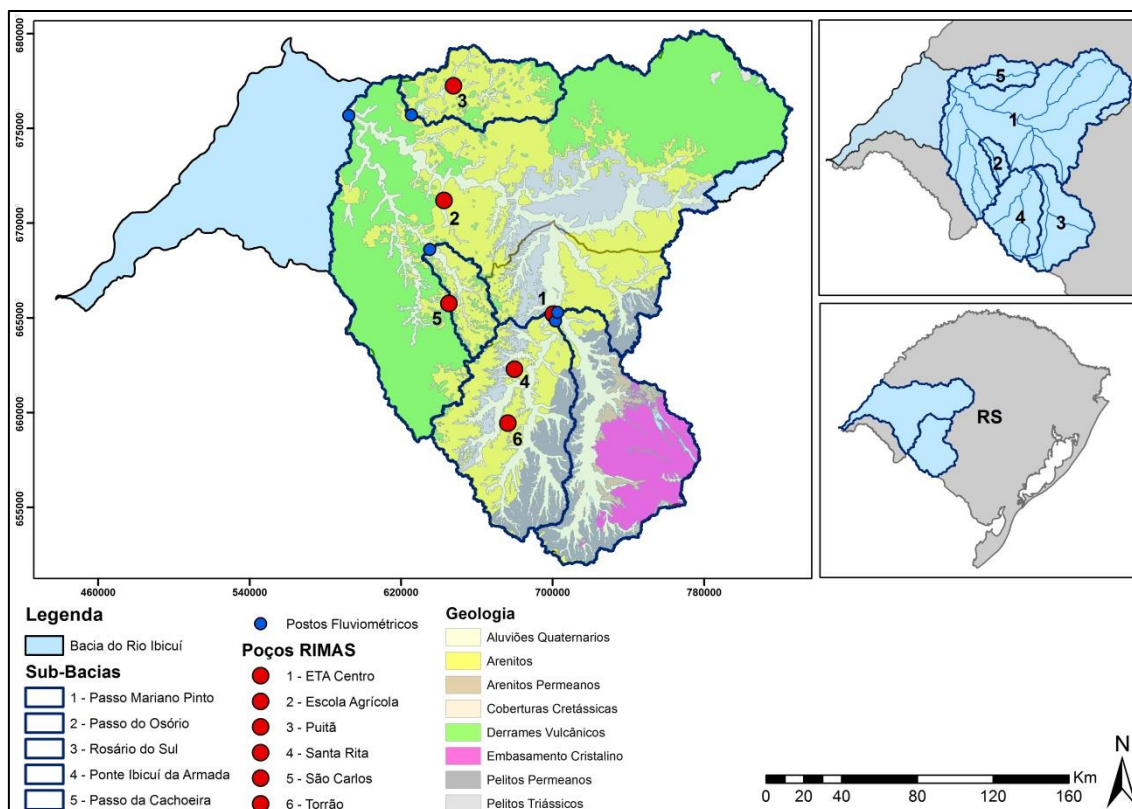 680000
675000
670000
665000
660000
655000
460000 540000 620000 700000 780000
3
2
1
5
4
6
5
1
2
4
3
RS
Legenda
Bacia do Rio Ibicuí
Sub-Bacias
1 - Passo Mariano Pinto
2 - Passo do Osório
3 - Rosário do Sul
4 - Ponte Ibicuí da Armada
5 - Passo da Cachoeira
Postos Fluviométricos
Poços RIMAS
1 - ETA Centro
2 - Escola Agrícola
3 - Puitã
4 - Santa Rita
5 - São Carlos
6 - Torrão
Geologia
Aluviões Quaternarios
Arenitos
Arenitos Permeanos
Coberturas Cretássicas
Derrames Vulcânicos
Embasamento Cristalino
Pelitos Permeanos
Pelitos Triássicos
N
Km
0 20 40 80 120 160